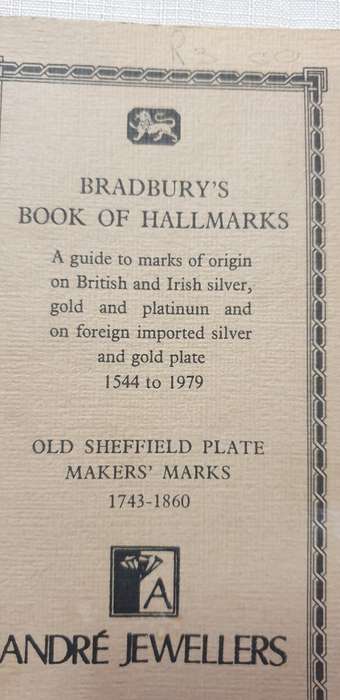 BRADBURY'S
BOOK OF HALLMARKS
A guide to marks of origin
on British and Irish silver,
gold and platinum and
on foreign imported silver
and gold plate
1544 to 1979
OLD SHEFFIELD PLATE
MAKERS' MARKS
1743-1860
A
ANDRÉ JEWELLERS